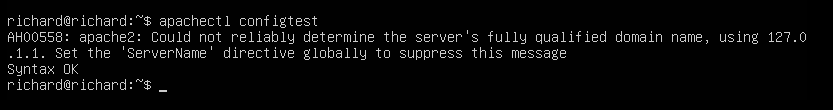 richard@richard:~$ apachectl configtest
AH00558: apache2: Could not reliably determine the server's fully qualified domain name, using 127.0
.1.1. Set the 'ServerName' directive globally to suppress this message
Syntax OK
richard@richard:~$ _